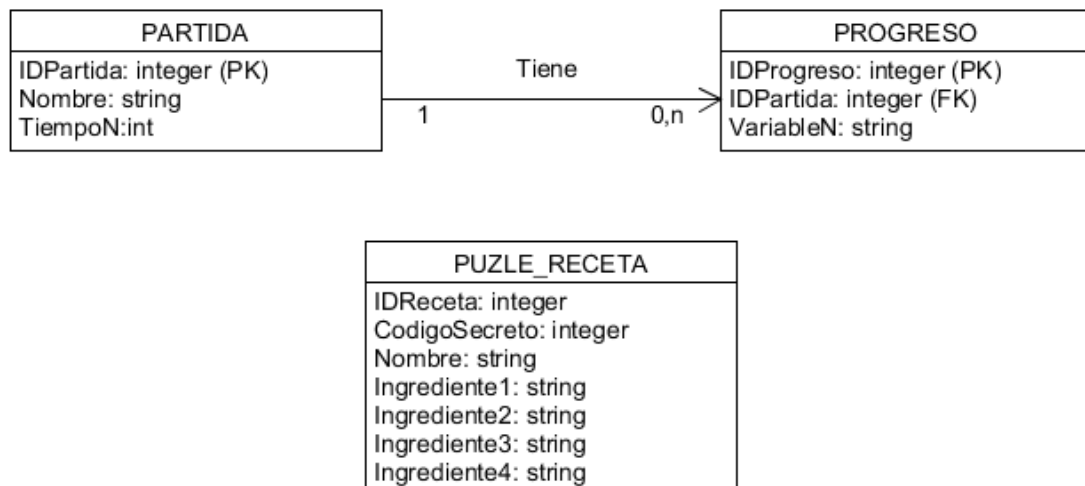 PARTIDA
IDPartida: integer (PK)
Nombre: string
TiempoN:int
Tiene
1
0,n
PROGRESO
IDProgreso: integer (PK)
IDPartida: integer (FK)
VariableN: string
PUZLE_RECETA
IDReceta: integer
CodigoSecreto: integer
Nombre: string
Ingrediente1: string
Ingrediente2: string
Ingrediente3: string
Ingrediente4: string